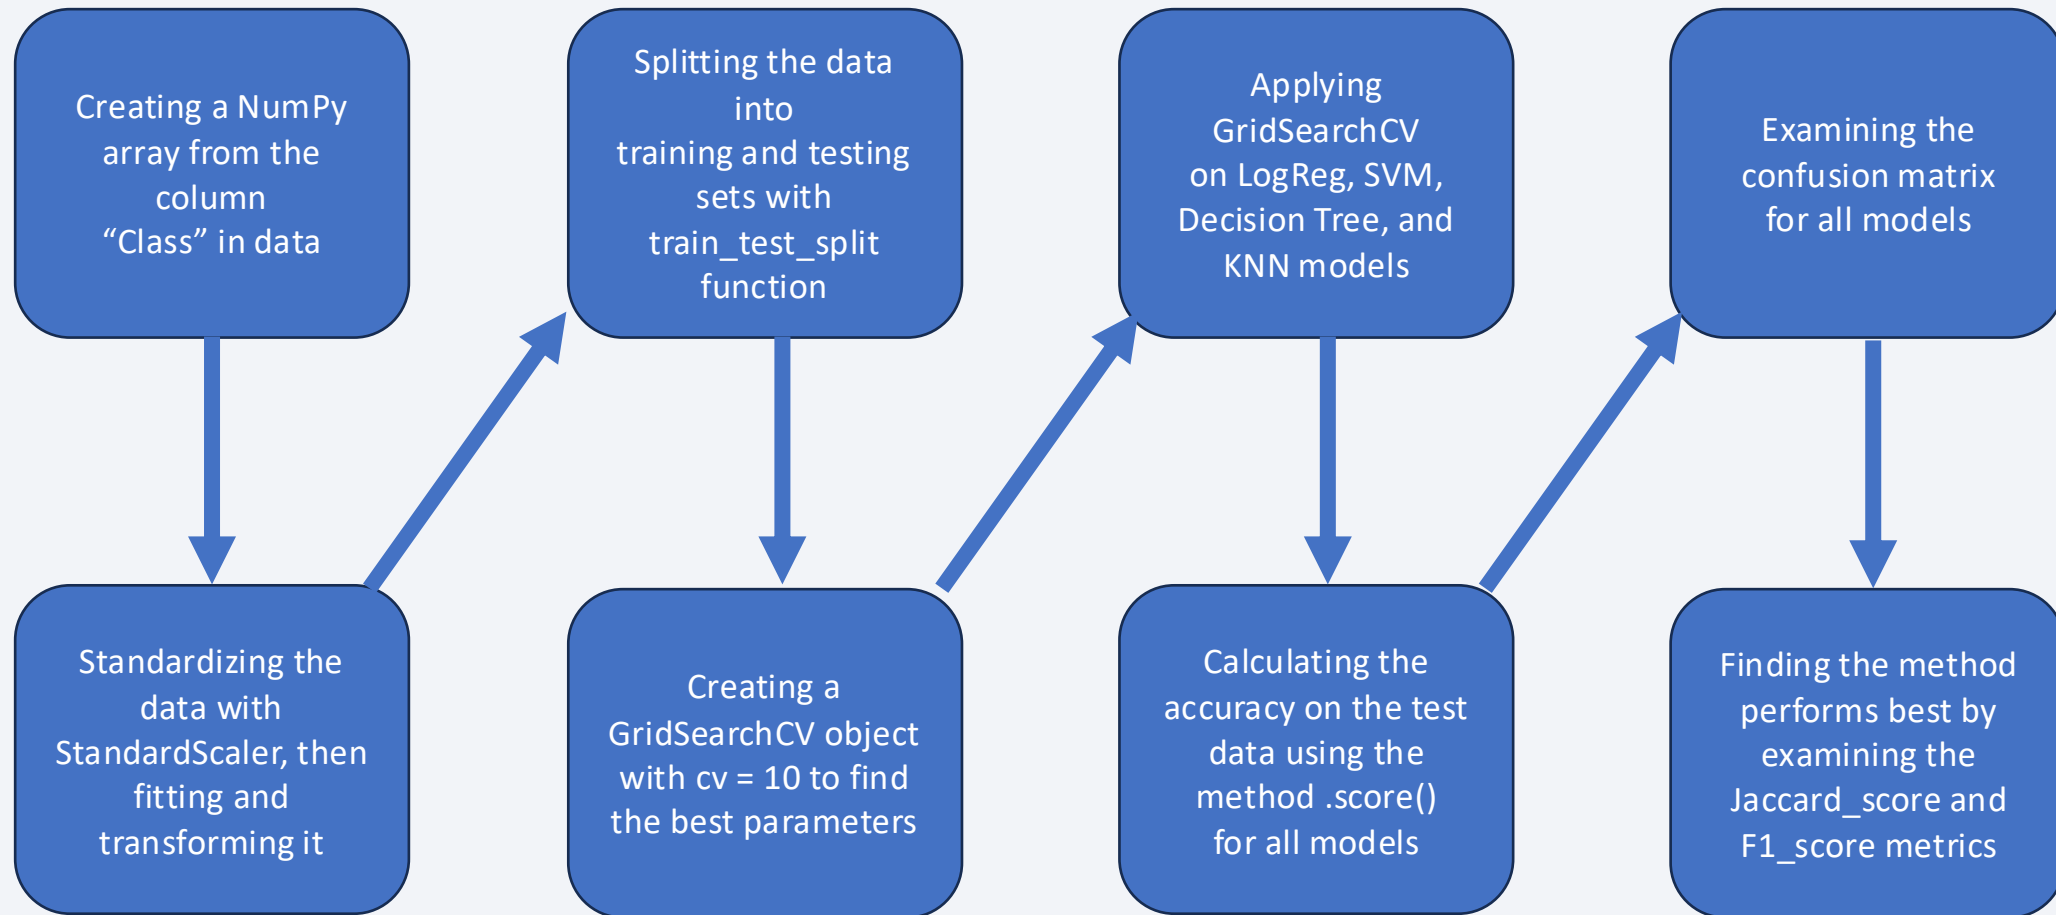 Creating a NumPy
array from the
column
“Class” in data
Standardizing the
data with
StandardScaler, then
fitting and
transforming it
Splitting the data
into
training and testing
sets with
train_test_split
function
Creating a
GridSearchCV object
with cv = 10 to find
the best parameters
Applying
GridSearchCV
on LogReg, SVM,
Decision Tree, and
KNN models
Calculating the
accuracy on the test
data using the
method .score()
for all models
Examining the
confusion matrix
for all models
Finding the method
performs best by
examining the
Jaccard_score and
F1_score metrics